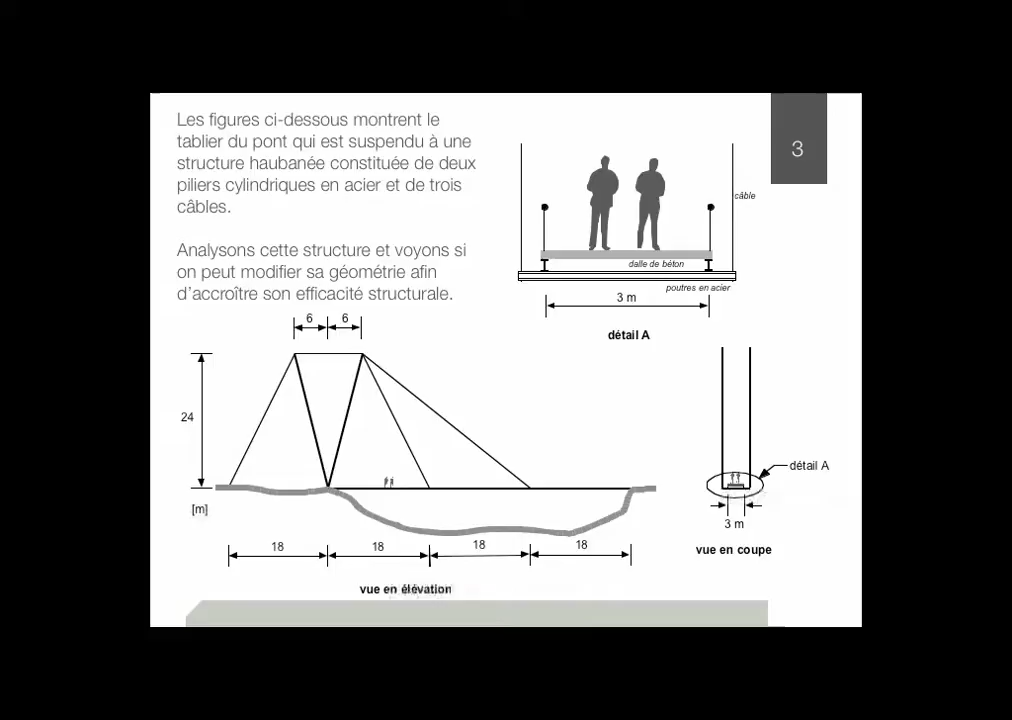 Les figures ci-dessous montrent le
tablier du pont qui est suspendu à une
structure haubanée constituée de deux
piliers cylindriques en acier et de trois
câbles.
Analysons cette structure et voyons si
on peut modifier sa géométrie afin
d'accroître son efficacité structurale.
3
câble
dalle de béton
poutres en acier
3 m
détail A
6 6
24
[m]
18 18 18 18
vue en élévation
détail A
3 m
vue en coupe